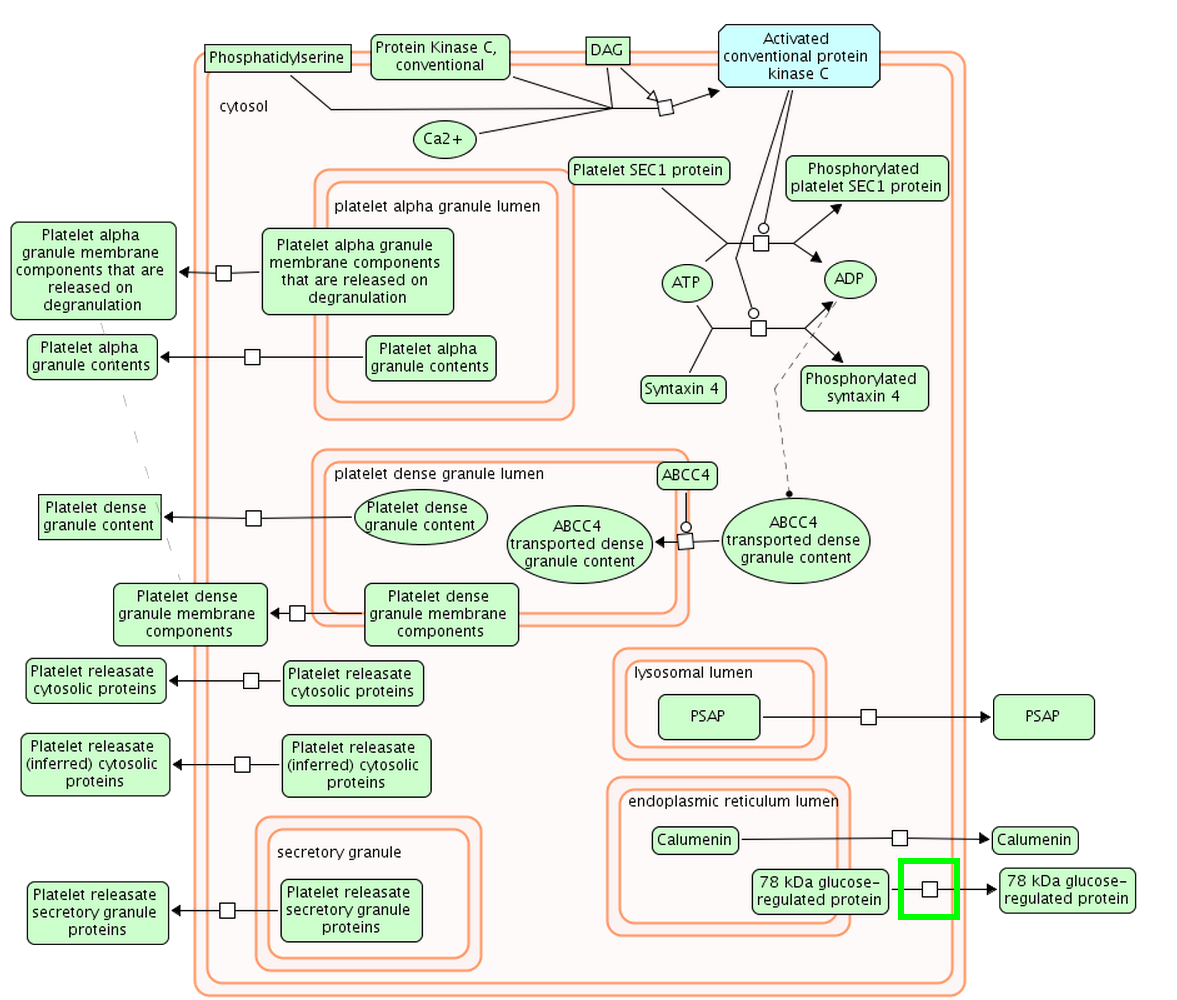 Phosphatidylserine
Protein Kinase C,
conventional
DAG
Activated
conventional protein
kinase C
cytosol
Ca2+
Platelet SEC1 protein
Phosphorylated
platelet SEC1 protein
platelet alpha granule lumen
Platelet alpha
granule membrane
components that are
released on
degranulation
Platelet alpha granule
membrane components
that are released on
degranulation
ATP
ADP
Platelet alpha
granule contents
Platelet alpha
granule contents
Syntaxin 4
Phosphorylated
syntaxin 4
platelet dense granule lumen
ABCC4
Platelet dense
granule content
Platelet dense
granule content
ABCC4
transported dense
granule content
ABCC4
transported dense
granule content
Platelet dense
granule membrane
components
Platelet dense
granule membrane
components
Platelet releasate
cytosolic proteins
Platelet releasate
cytosolic proteins
lysosomal lumen
PSAP
PSAP
Platelet releasate
(inferred) cytosolic
proteins
Platelet releasate
(inferred) cytosolic
proteins
endoplasmic reticulum lumen
Calumenin
Calumenin
secretory granule
78 kDa glucose–
regulated protein
78 kDa glucose–
regulated protein
Platelet releasate
secretory granule
proteins
Platelet releasate
secretory granule
proteins